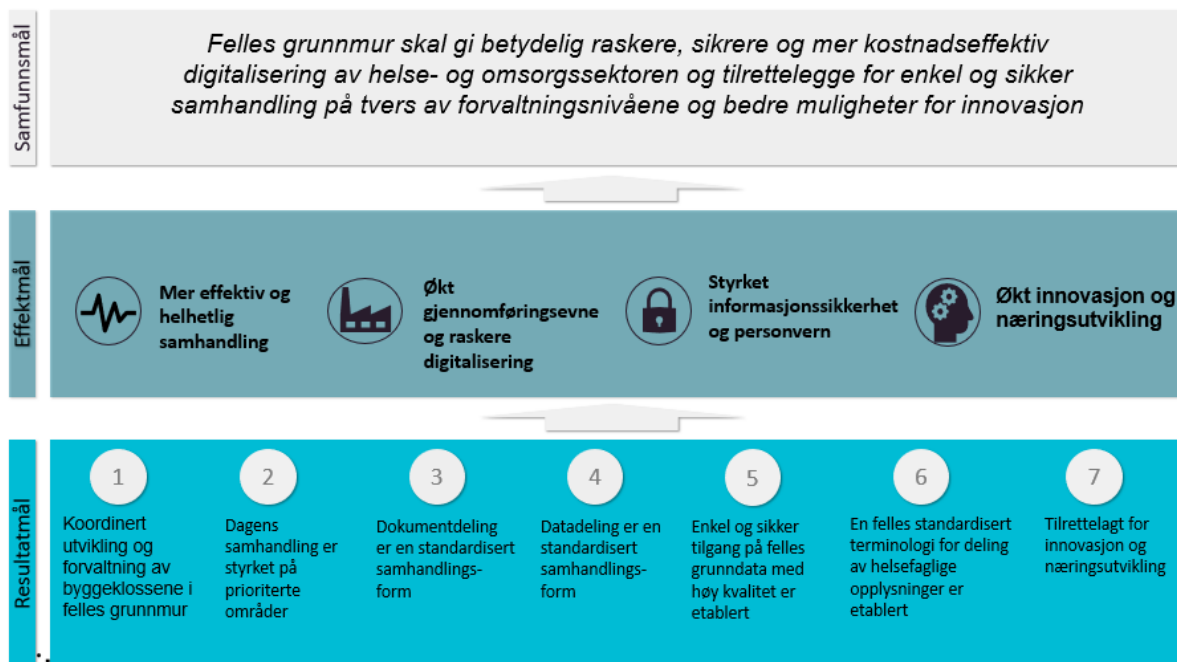 Samfunnsmål
Felles grunnmur skal gi betydelig raskere, sikrere og mer kostnadseffektiv
digitalisering av helse- og omsorgssektoren og tilrettelegge for enkel og sikker
samhandling på tvers av forvaltningsnivåene og bedre muligheter for innovasjon
Effektmål
Mer effektiv og
helhetlig
samhandling
Økt
gjennomføringsevne
og raskere
digitalisering
Styrket
informasjonssikkerhet
og personvern
Økt innovasjon og
næringsutvikling
Resultatmål
1
Koordinert
utvikling og
forvaltning av
byggeklossene i
felles grunnmur
2
Dagens
samhandling er
styrket på
prioriterte
områder
3
Dokumentdeling
er en standardisert
samhandlings-
form
4
Datadeling er en
standardisert
samhandlings-
form
5
Enkel og sikker
tilgang på felles
grunndata med
høy kvalitet er
etablert
6
En felles standardisert
terminologi for deling
av helsefaglige
opplysninger er
etablert
7
Tilrettelagt for
innovasjon og
næringsutvikling